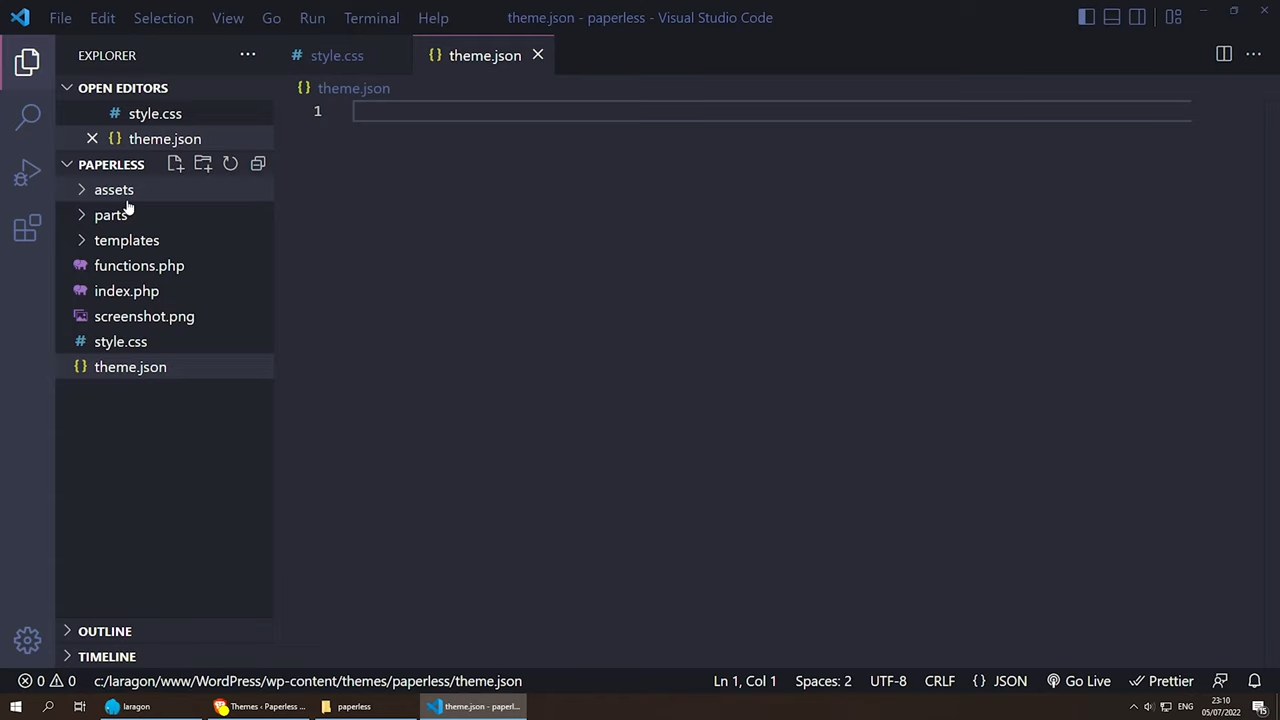 File Edit Selection View Go Run Terminal Help theme.json - paperless - Visual Studio Code
EXPLORER
style.css
{} theme.json
OPEN EDITORS
# style.css
{} theme.json
PAPERLESS
assets
parts
templates
functions.php
index.php
screenshot.png
# style.css
{} theme.json
OUTLINE
TIMELINE
# style.css
{} theme.json
1
0 0 c:/laragon/www/WordPress/wp-content/themes/paperless/theme.json Ln 1, Col 1 Spaces: 2 UTF-8 CRLF {} JSON Go Live Prettier
laragon Themes < Paperless ... paperless theme.json - paperl... ENG 23:10 05/07/2022 15